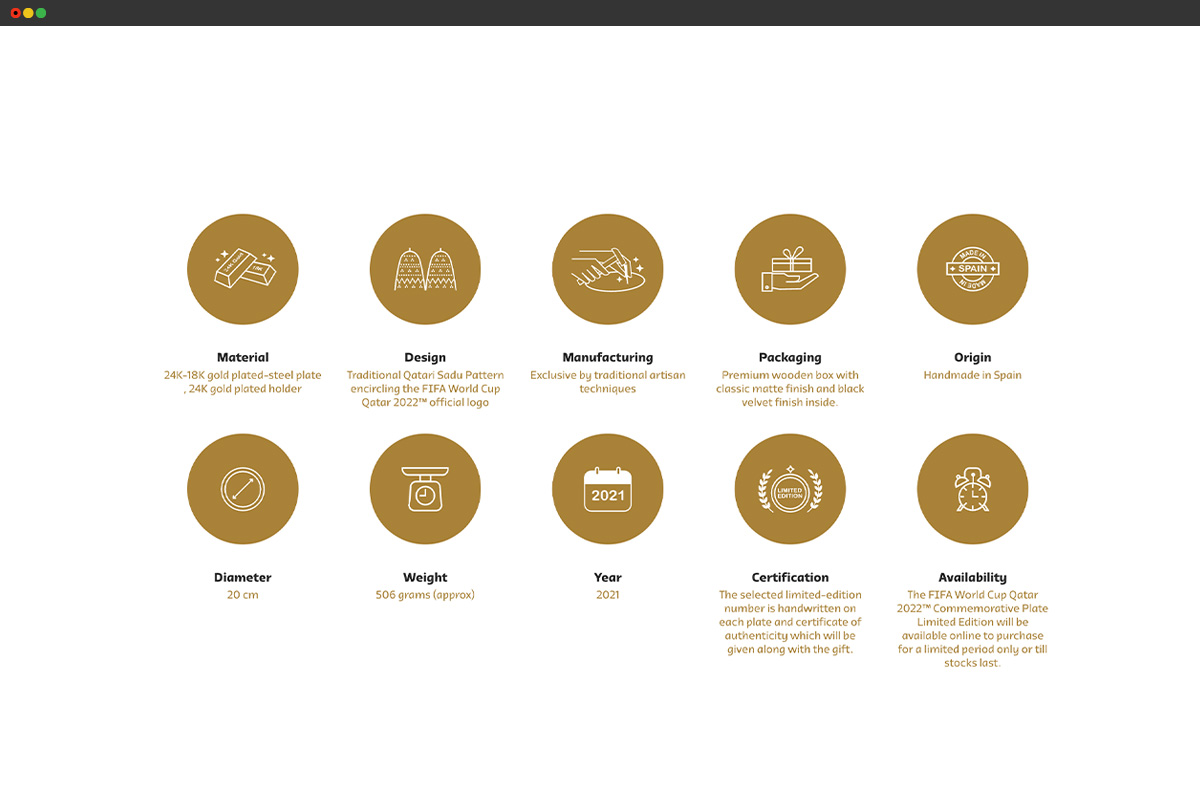 24K Gold
18K
MADE IN
SPAIN
MADE IN
Material
24K-18K gold plated-steel plate
, 24K gold plated holder
Design
Traditional Qatari Sadu Pattern
encircling the FIFA World Cup
Qatar 2022™ official logo
Manufacturing
Exclusive by traditional artisan
techniques
Packaging
Premium wooden box with
classic matte finish and black
velvet finish inside.
Origin
Handmade in Spain
2021
LIMITED
EDITION
Diameter
20 cm
Weight
506 grams (approx)
Year
2021
Certification
The selected limited-edition
number is handwritten on
each plate and certificate of
authenticity which will be
given along with the gift.
Availability
The FIFA World Cup Qatar
2022™ Commemorative Plate
Limited Edition will be
available online to purchase
for a limited period only or till
stocks last.